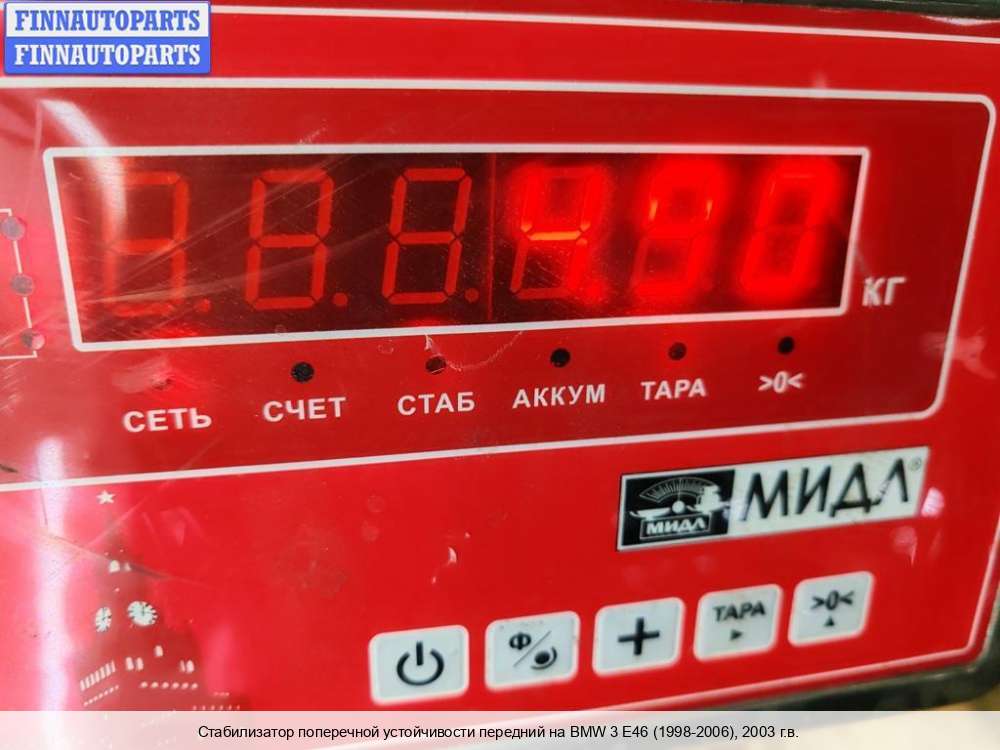 FINNAUTOPARTS
FINNAUTOPARTS
КГ
СЕТЬ СЧЕТ СТАБ АККУМ ТАРА >0<
МИДЛ МИДЛ®
Ф ТАРА >0<
Стабилизатор поперечной устойчивости передний на BMW 3 E46 (1998-2006), 2003 г.в.